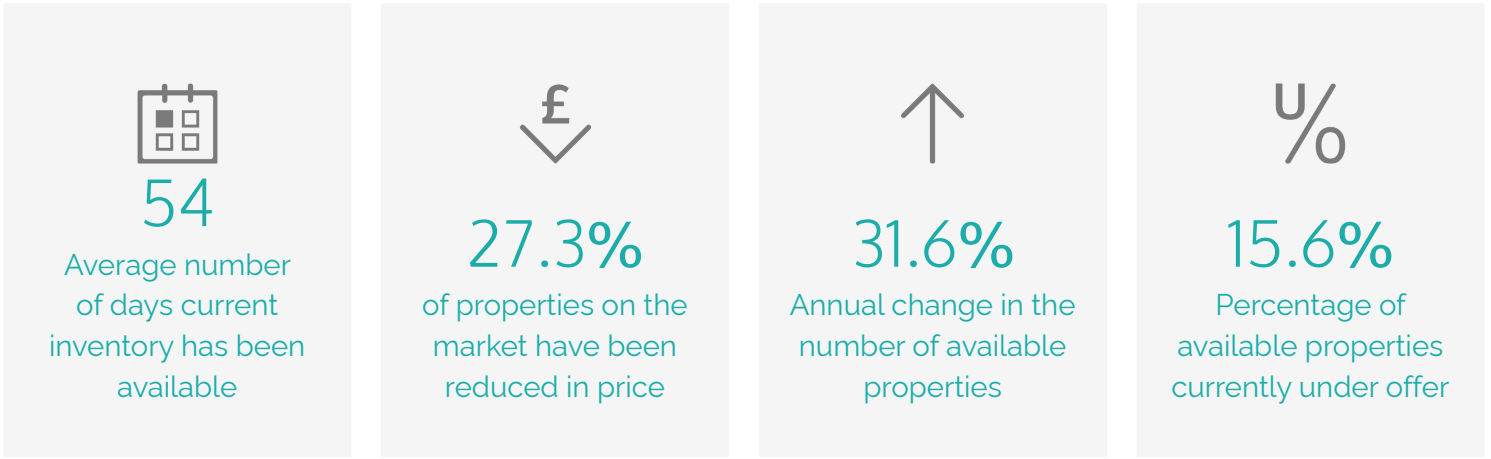 54
Average number
of days current
inventory has been
available
£
27.3%
of properties on the
market have been
reduced in price
31.6%
Annual change in the
number of available
properties
U/O
15.6%
Percentage of
available properties
currently under offer